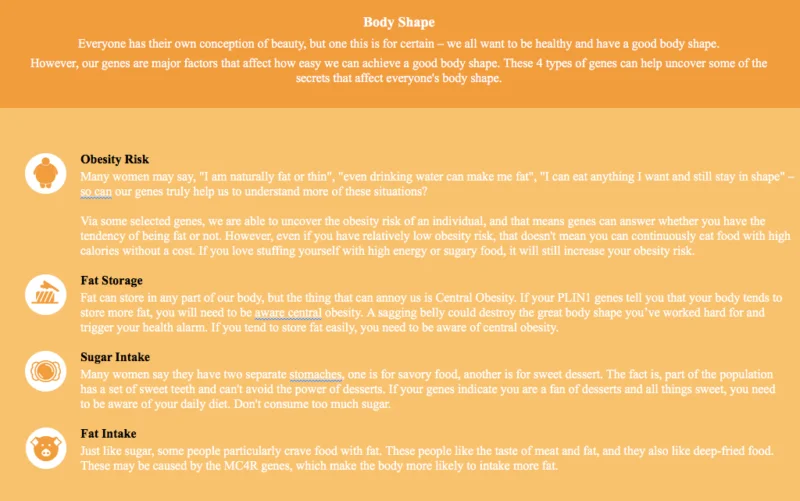 Body Shape
Everyone has their own conception of beauty, but one this is for certain – we all want to be healthy and have a good body shape.
However, our genes are major factors that affect how easy we can achieve a good body shape. These 4 types of genes can help uncover some of the
secrets that affect everyone's body shape.
Obesity Risk
Many women may say, "I am naturally fat or thin", "even drinking water can make me fat", "I can eat anything I want and still stay in shape" –
so can our genes truly help us to understand more of these situations?
Via some selected genes, we are able to uncover the obesity risk of an individual, and that means genes can answer whether you have the
tendency of being fat or not. However, even if you have relatively low obesity risk, that doesn't mean you can continuously eat food with high
calories without a cost. If you love stuffing yourself with high energy or sugary food, it will still increase your obesity risk.
Fat Storage
Fat can store in any part of our body, but the thing that can annoy us is Central Obesity. If your PLIN1 genes tell you that your body tends to
store more fat, you will need to be aware central obesity. A sagging belly could destroy the great body shape you’ve worked hard for and
trigger your health alarm. If you tend to store fat easily, you need to be aware of central obesity.
Sugar Intake
Many women say they have two separate stomaches, one is for savory food, another is for sweet dessert. The fact is, part of the population
has a set of sweet teeth and can't avoid the power of desserts. If your genes indicate you are a fan of desserts and all things sweet, you need
to be aware of your daily diet. Don't consume too much sugar.
Fat Intake
Just like sugar, some people particularly crave food with fat. These people like the taste of meat and fat, and they also like deep-fried food.
These may be caused by the MC4R genes, which make the body more likely to intake more fat.